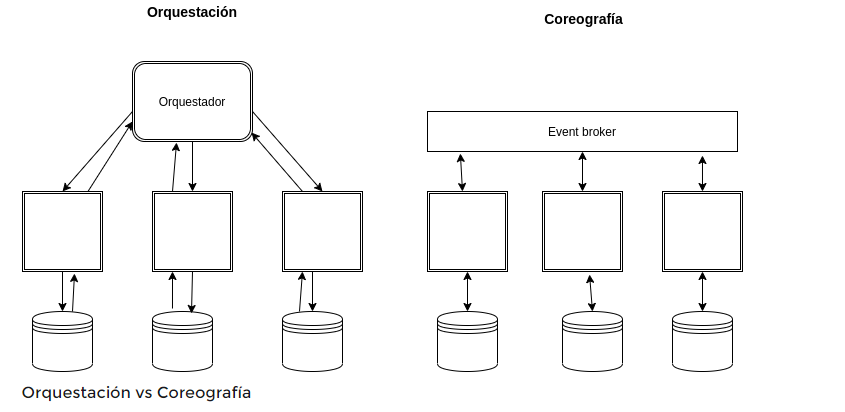 Orquestación
Coreografía
Orquestador
Event broker
Orquestación vs Coreografía